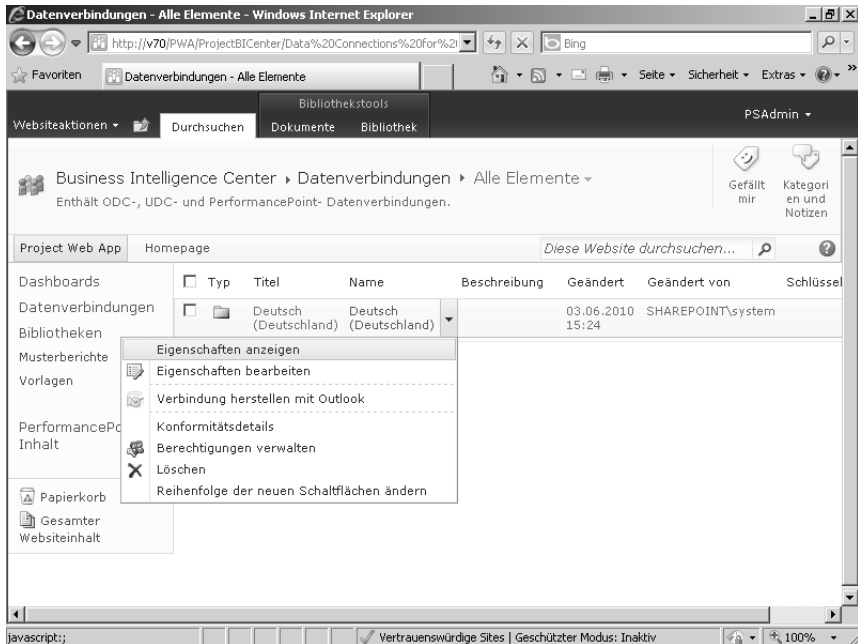 Datenverbindungen - Alle Elemente - Windows Internet Explorer
http://v70/PWA/ProjectBICenter/Data%20Connections%20for%2
Bing
Favoriten
Datenverbindungen - Alle Elemente
Seite
Sicherheit
Extras
»
Bibliothekstools
PSAdmin
Websiteaktionen
Durchsuchen
Dokumente
Bibliothek
Business Intelligence Center
Datenverbindungen
Alle Elemente
Enthält ODC-, UDC- und PerformancePoint- Datenverbindungen.
Gefällt
mir
Kategori
en und
Notizen
Project Web App
Homepage
Diese Website durchsuchen...
Dashboards
Datenverbindungen
Bibliotheken
Musterberichte
Vorlagen
PerformancePo
Inhalt
Papierkorb
Gesamter
Websiteinhalt
Typ Titel Name Beschreibung Geändert Geändert von Schlüssel
Deutsch Deutsch 03.06.2010 SHAREPOINT\system
(Deutschland) (Deutschland) 15:24
Eigenschaften anzeigen
Eigenschaften bearbeiten
Verbindung herstellen mit Outlook
Konformitätsdetails
Berechtigungen verwalten
Löschen
Reihenfolge der neuen Schaltflächen ändern
javascript:;
Vertrauenswürdige Sites | Geschützter Modus: Inaktiv
100%